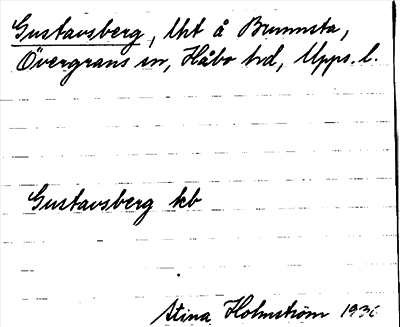 Gustavsberg, lht å Brunnsta,
Övergrans sn, Håbo hd, Upps. l.
Gustavsberg kb
Stina Holmström 1936